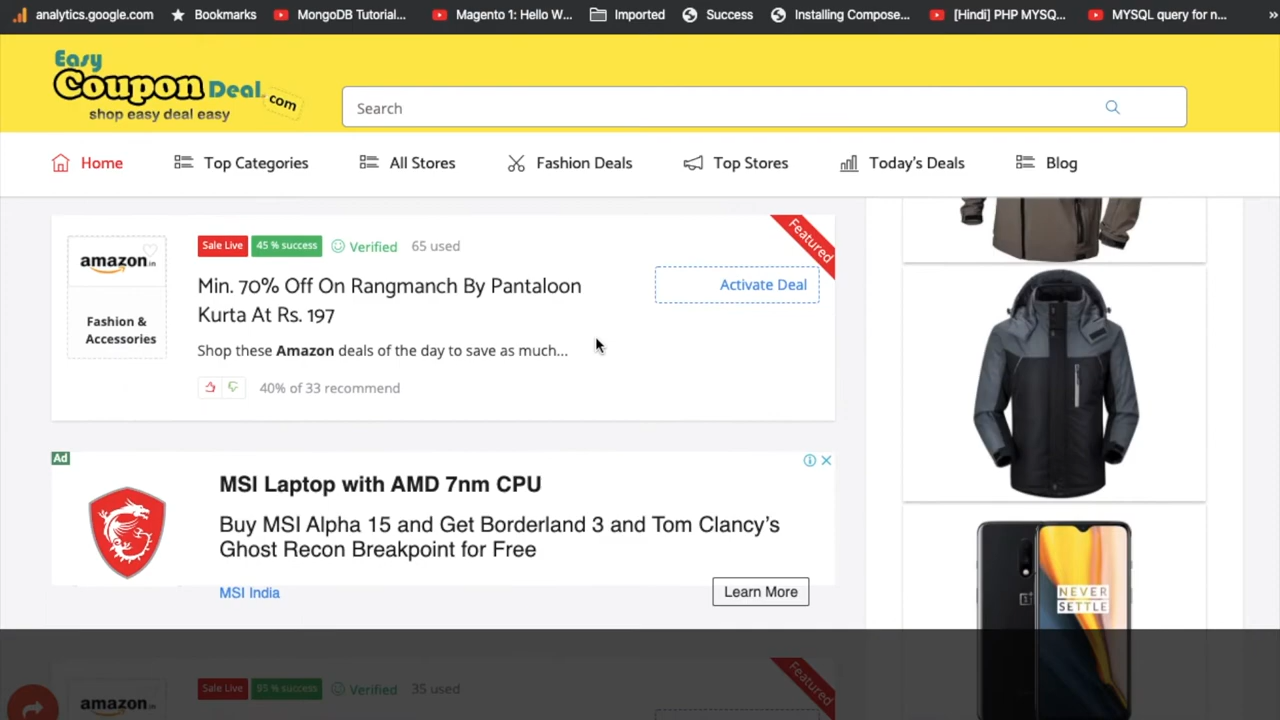 analytics.google.com
Bookmarks
MongoDB Tutorial...
Magento 1: Hello W...
Imported
Success
Installing Compose...
[Hindi] PHP MYSQ...
MYSQL query for n...
»
Easy
Coupon Deal.com
shop easy deal easy
Search
Home
Top Categories
All Stores
Fashion Deals
Top Stores
Today's Deals
Blog
amazon.in
Fashion &
Accessories
Sale Live
45 % success
Verified
65 used
Featured
Min. 70% Off On Rangmanch By Pantaloon
Kurta At Rs. 197
Activate Deal
Shop these Amazon deals of the day to save as much...
40% of 33 recommend
Ad
MSI Laptop with AMD 7nm CPU
Buy MSI Alpha 15 and Get Borderland 3 and Tom Clancy's
Ghost Recon Breakpoint for Free
MSI India
Learn More
NEVER
SETTLE
amazon.in
Sale Live
95 % success
Verified
35 used
Featured